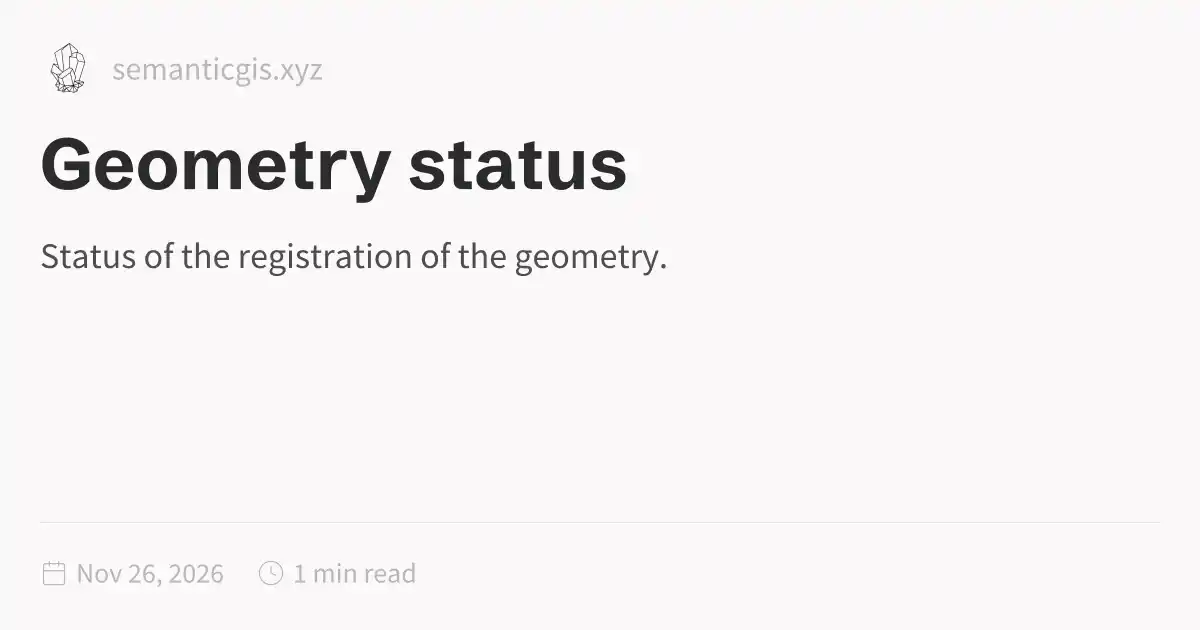 semanticgis.xyz
Geometry status
Status of the registration of the geometry.
Nov 26, 2026 1 min read